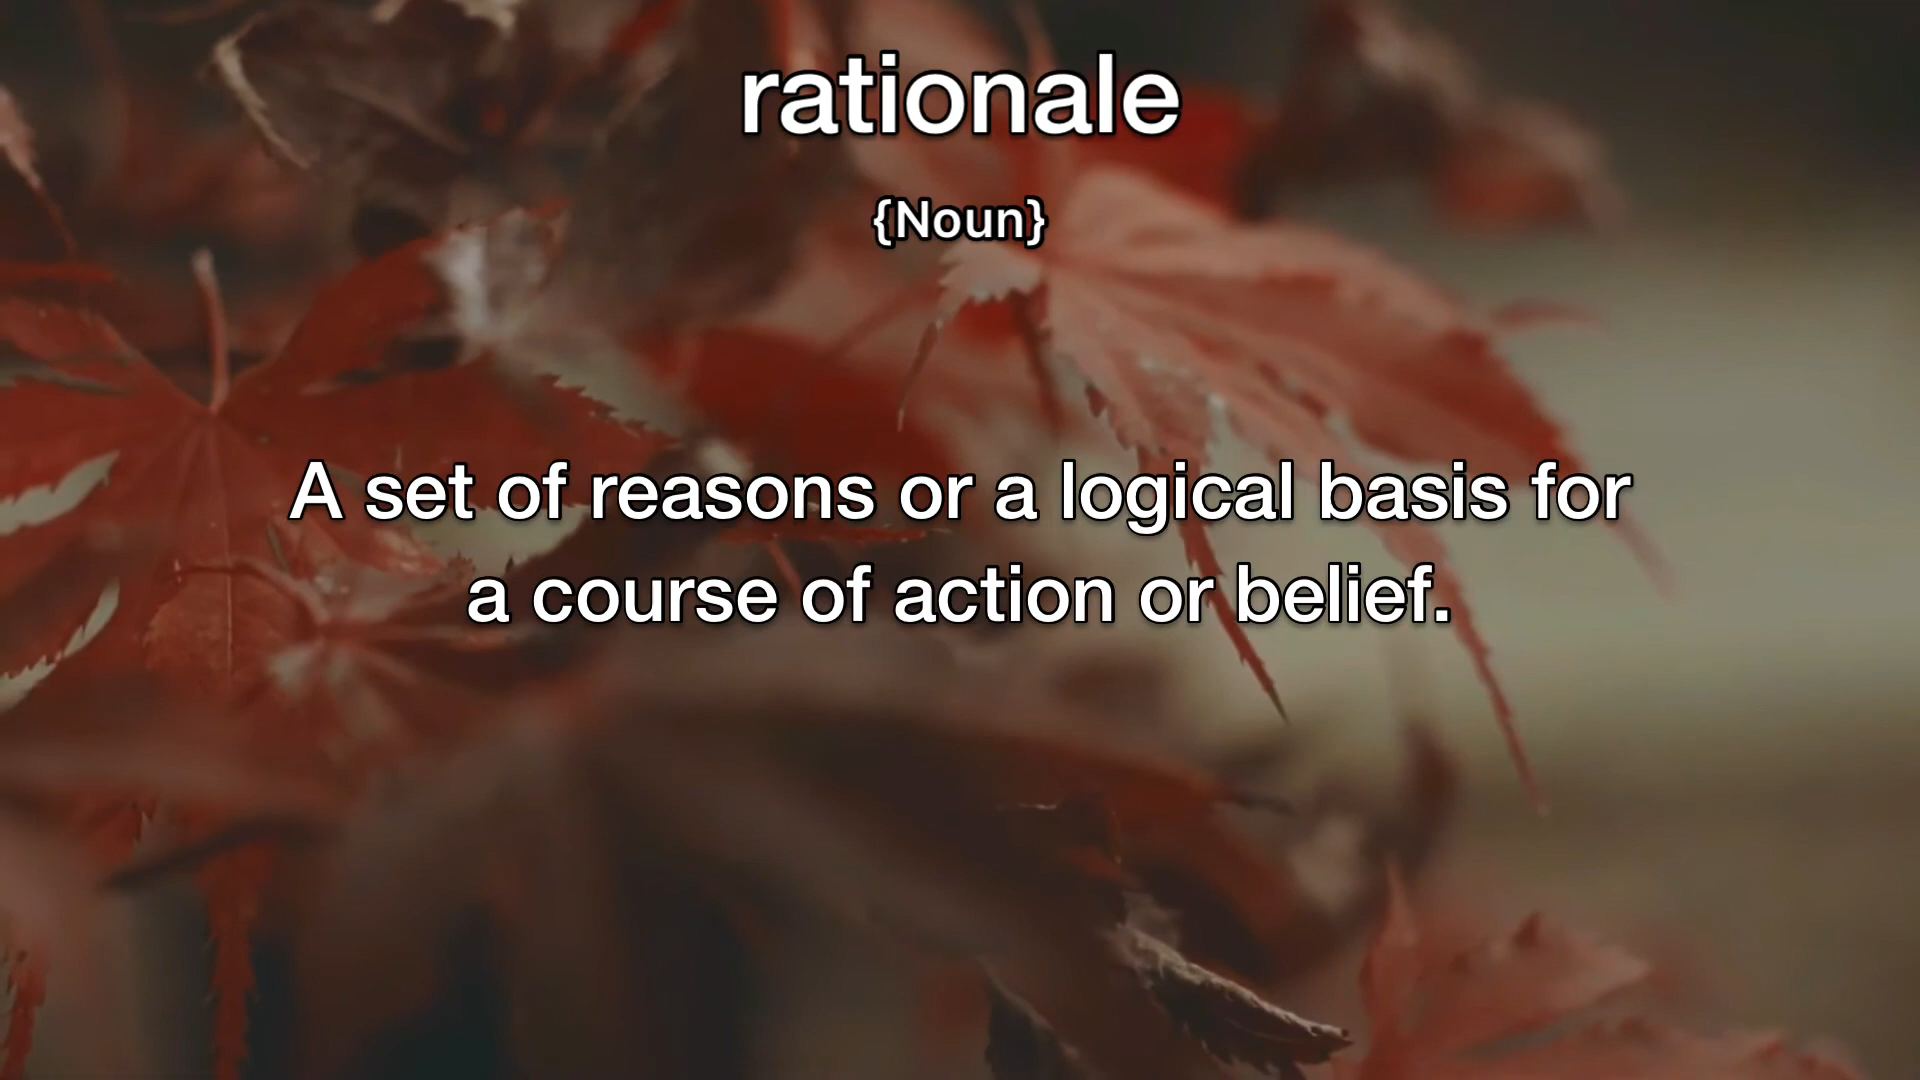 rationale
{Noun}
A set of reasons or a logical basis for
a course of action or belief.